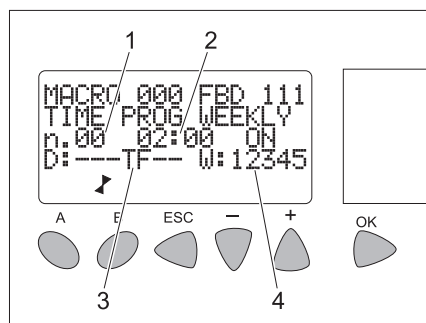 1 2
MACRO 000 FBD 111
TIME PROG WEEKLY
n.00 02:00 ON
D:---TF-- W:12345
A B ESC − + OK
3 4